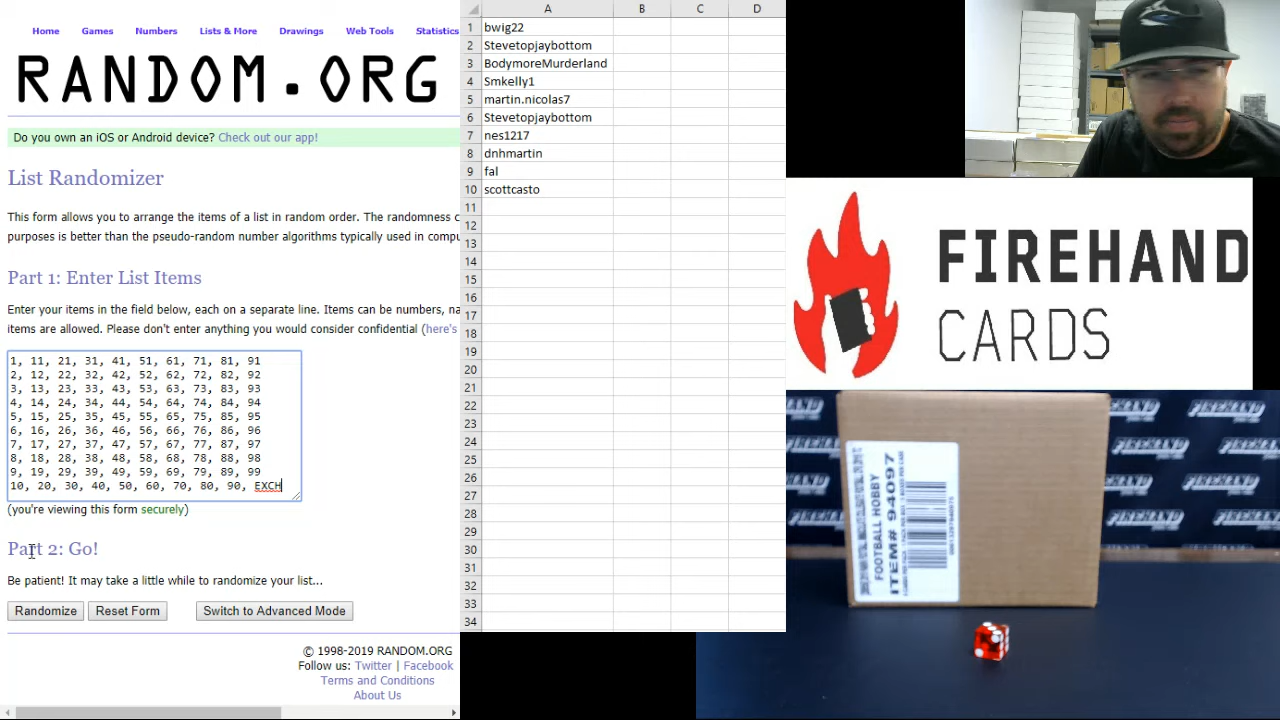 Home Games Numbers Lists & More Drawings Web Tools Statistics
RANDOM.ORG
Do you own an iOS or Android device? Check out our app!
List Randomizer
This form allows you to arrange the items of a list in random order. The randomness c
purposes is better than the pseudo-random number algorithms typically used in compu
Part 1: Enter List Items
Enter your items in the field below, each on a separate line. Items can be numbers, na
items are allowed. Please don't enter anything you would consider confidential (here's
1, 11, 21, 31, 41, 51, 61, 71, 81, 91
2, 12, 22, 32, 42, 52, 62, 72, 82, 92
3, 13, 23, 33, 43, 53, 63, 73, 83, 93
4, 14, 24, 34, 44, 54, 64, 74, 84, 94
5, 15, 25, 35, 45, 55, 65, 75, 85, 95
6, 16, 26, 36, 46, 56, 66, 76, 86, 96
7, 17, 27, 37, 47, 57, 67, 77, 87, 97
8, 18, 28, 38, 48, 58, 68, 78, 88, 98
9, 19, 29, 39, 49, 59, 69, 79, 89, 99
10, 20, 30, 40, 50, 60, 70, 80, 90, EXCH
(you're viewing this form securely)
Part 2: Go!
Be patient! It may take a little while to randomize your list...
Randomize Reset Form Switch to Advanced Mode
© 1998-2019 RANDOM.ORG
Follow us: Twitter | Facebook
Terms and Conditions
About Us
A B C D
1 bwig22
2 Stevetopjaybottom
3 BodymoreMurderland
4 Smkelly1
5 martin.nicolas7
6 Stevetopjaybottom
7 nes1217
8 dnhmartin
9 fal
10 scottcasto
11
12
13
14
15
16
17
18
19
20
21
22
23
24
25
26
27
28
29
30
31
32
33
34
FIREHAND
CARDS
FOOTBALL HOBBY
ITEM# 94097
FIREHAND
FIREHAND
FIREHAND